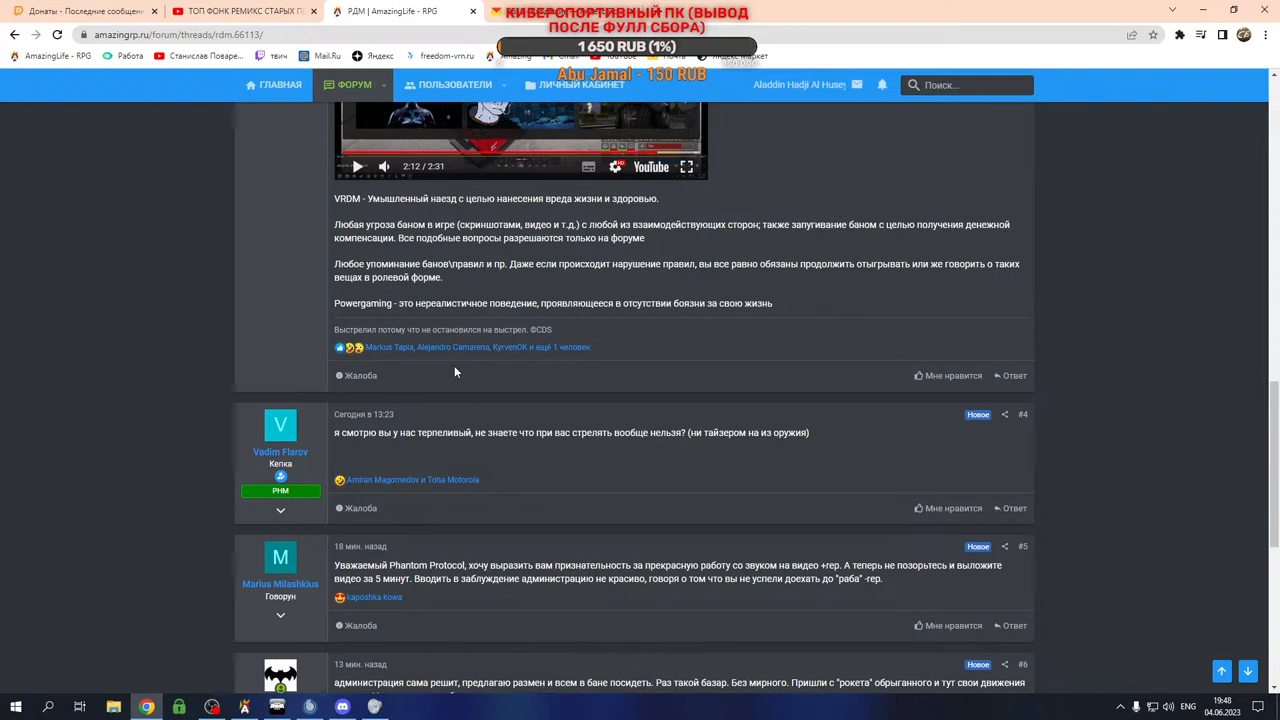 Донаты - Последние сообщени
ТОП ФОНК РЕМИКС СТАРЫХ П
РДМ | AmazingLife - RPG
КИБЕРСПОРТИВНЫЙ ПК (ВЫВОД
ПОСЛЕ ФУЛЛ СБОРА)
1 650 RUB (1%)
Abu Jamal - 150 RUB
amazingrp.ru/forum/threads/rdm.66113/
AmazingLife - RPG
YouTube
Станислав Поваре...
твич
Mail.Ru
Яндекс
freedom-vrn.ru
Яндекс Маркет
ГЛАВНАЯ
ФОРУМ
ПОЛЬЗОВАТЕЛИ
ЛИЧНЫЙ КАБИНЕТ
Aladdin Hadji Al Husej
Поиск...
2:12 / 2:31
HD
YouTube
VRDM - Умышленный наезд с целью нанесения вреда жизни и здоровью.
Любая угроза баном в игре (скриншотами, видео и т.д.) с любой из взаимодействующих сторон; также запугивание баном с целью получения денежной
компенсации. Все подобные вопросы разрешаются только на форуме
Любое упоминание банов\правил и пр. Даже если происходит нарушение правил, вы все равно обязаны продолжить отыгрывать или же говорить о таких
вещах в ролевой форме.
Powergaming - это нереалистичное поведение, проявляющееся в отсутствии боязни за свою жизнь
Выстрелил потому что не остановился на выстрел. ©CDS
Markus Tapia, Alejandro Camarena, KyrvenOK и ещё 1 человек
Жалоба
Мне нравится
Ответ
V
Vadim Flarov
Кепка
РНМ
Сегодня в 13:23
Новое
#4
я смотрю вы у нас терпеливый, не знаете что при вас стрелять вообще нельзя? (ни тайзером на из оружия)
Amiran Magomedov и Toha Motorola
Жалоба
Мне нравится
Ответ
M
Marius Milashkius
Говорун
18 мин. назад
Новое
#5
Уважаемый Phantom Protocol, хочу выразить вам признательность за прекрасную работу со звуком на видео +rep. А теперь не позорьтесь и выложите
видео за 5 минут. Вводить в заблуждение администрацию не красиво, говоря о том что вы не успели доехать до "раба" -rep.
kaposhka kowa
Жалоба
Мне нравится
Ответ
13 мин. назад
Новое
#6
администрация сама решит, предлагаю размен и всем в бане посидеть. Раз такой базар. Без мирного. Пришли с "рокета" обрыганного и тут свои движения
ENG
19:48
04.06.2023